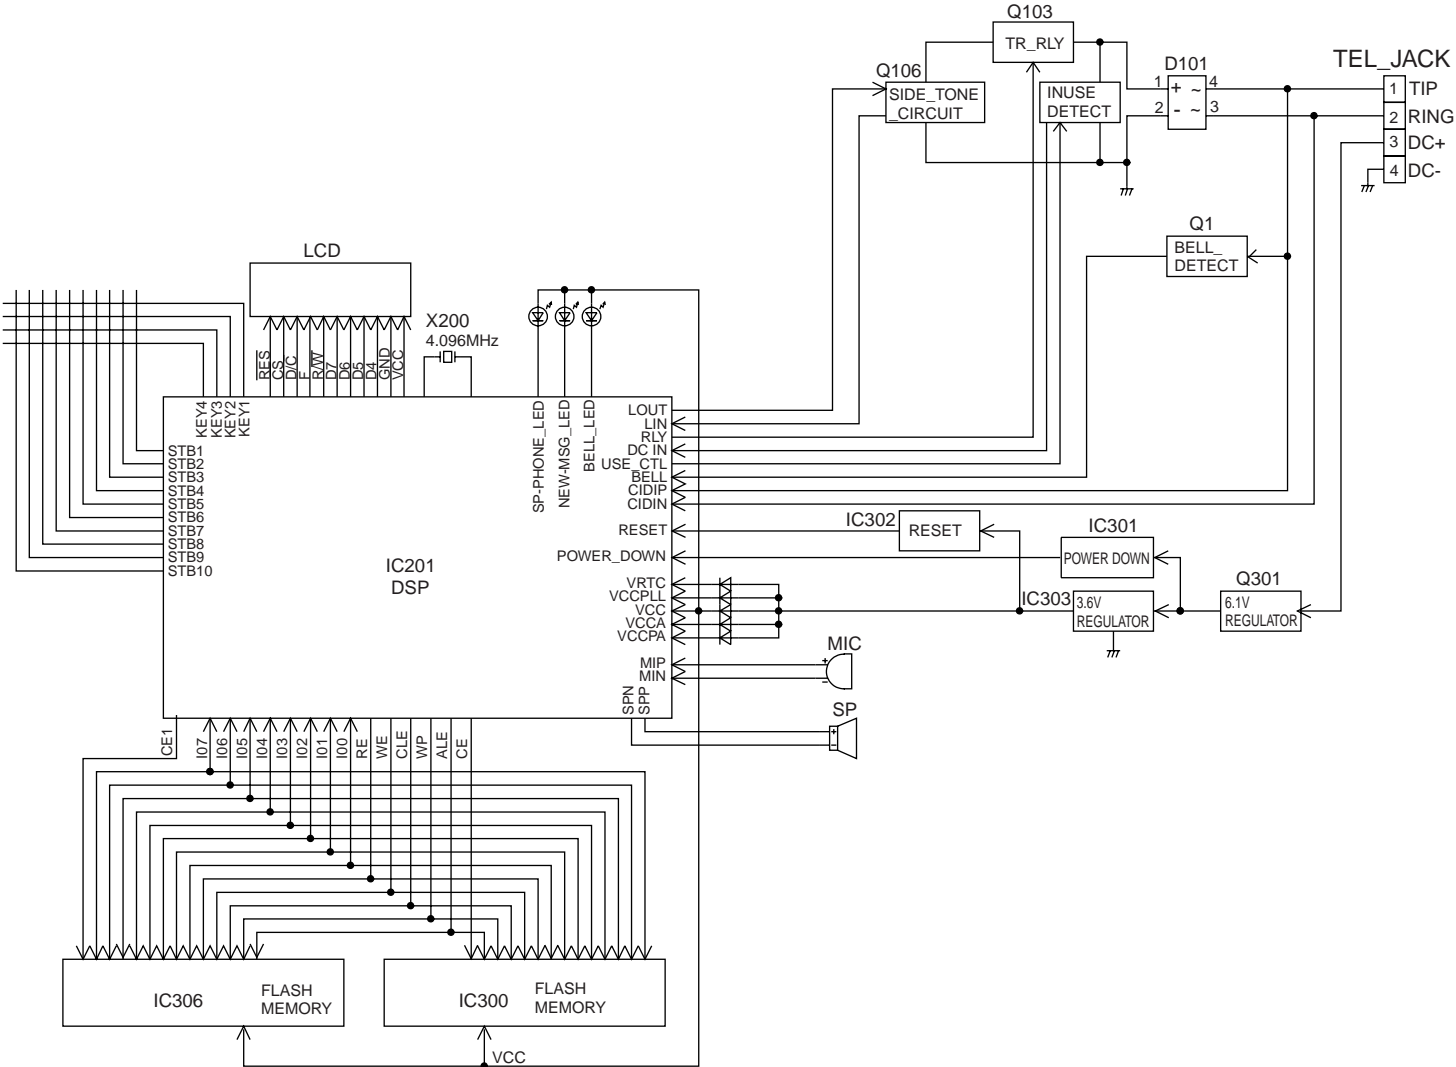 Q103
TR_RLY
TEL_JACK
D101
Q106
SIDE_TONE
_CIRCUIT
INUSE
DETECT
1 + ~ 4
2 - ~ 3
1 TIP
2 RING
3 DC+
4 DC-
Q1
BELL_
DETECT
LCD
X200
4.096MHz
RES
CS
D/C
E
R/W
D7
D6
D5
D4
GND
VCC
KEY4
KEY3
KEY2
KEY1
SP-PHONE_LED
NEW-MSG_LED
BELL_LED
LOUT
LIN
RLY
DC IN
USE_CTL
BELL
CIDIP
CIDIN
STB1
STB2
STB3
STB4
STB5
STB6
STB7
STB8
STB9
STB10
IC201
DSP
RESET
POWER_DOWN
VRTC
VCCPLL
VCC
VCCA
VCCPA
MIP
MIN
SPN
SPP
IC302
RESET
IC301
POWER DOWN
IC303
3.6V
REGULATOR
Q301
6.1V
REGULATOR
MIC
+
-
SP
+
-
CE1
I07
I06
I05
I04
I03
I02
I01
I00
RE
WE
CLE
WP
ALE
CE
IC306
FLASH
MEMORY
IC300
FLASH
MEMORY
VCC